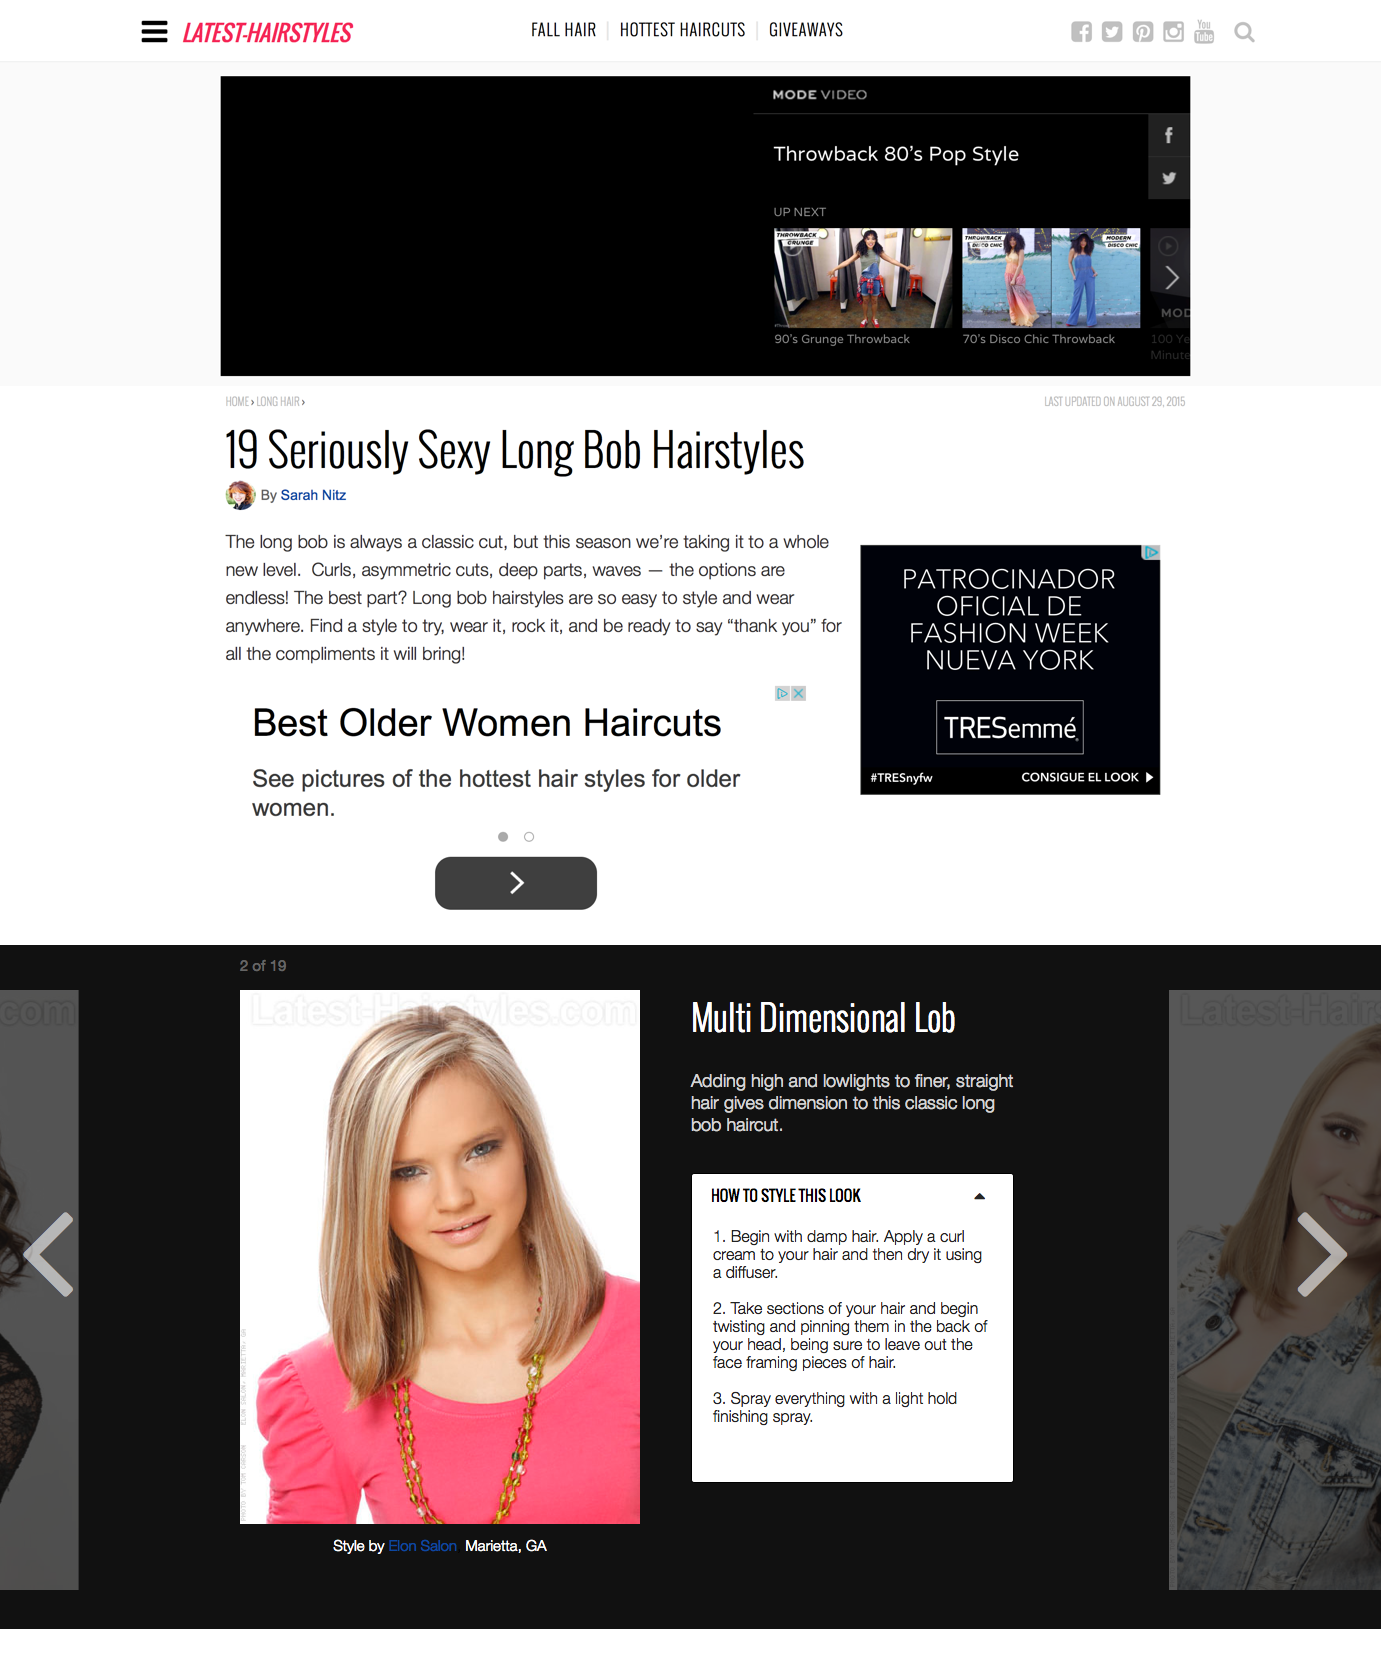 LATEST-HAIRSTYLES
FALL HAIR
HOTTEST HAIRCUTS
GIVEAWAYS
You
Tube
MODE VIDEO
Throwback 80's Pop Style
UP NEXT
THROWBACK
GRUNGE
THROWBACK
DISCO CHIC
MODERN
DISCO CHIC
MOD
90's Grunge Throwback
70's Disco Chic Throwback
100 Ye
Minute
HOME › LONG HAIR ›
LAST UPDATED ON AUGUST 29, 2015
19 Seriously Sexy Long Bob Hairstyles
By Sarah Nitz
The long bob is always a classic cut, but this season we're taking it to a whole
new level.  Curls, asymmetric cuts, deep parts, waves — the options are
endless! The best part? Long bob hairstyles are so easy to style and wear
anywhere. Find a style to try, wear it, rock it, and be ready to say “thank you” for
all the compliments it will bring!
PATROCINADOR
OFICIAL DE
FASHION WEEK
NUEVA YORK
TRESemmé
#TRESnyfw
CONSIGUE EL LOOK
Best Older Women Haircuts
See pictures of the hottest hair styles for older
women.
2 of 19
com
Latest-Hairstyles.com
Latest-Hairs
Multi Dimensional Lob
Adding high and lowlights to finer, straight
hair gives dimension to this classic long
bob haircut.
HOW TO STYLE THIS LOOK
1. Begin with damp hair. Apply a curl
cream to your hair and then dry it using
a diffuser.
2. Take sections of your hair and begin
twisting and pinning them in the back of
your head, being sure to leave out the
face framing pieces of hair.
3. Spray everything with a light hold
finishing spray.
PHOTO BY TOM CARSON ELON SALON, MARIETTA, GA
Style by Elon Salon  Marietta, GA